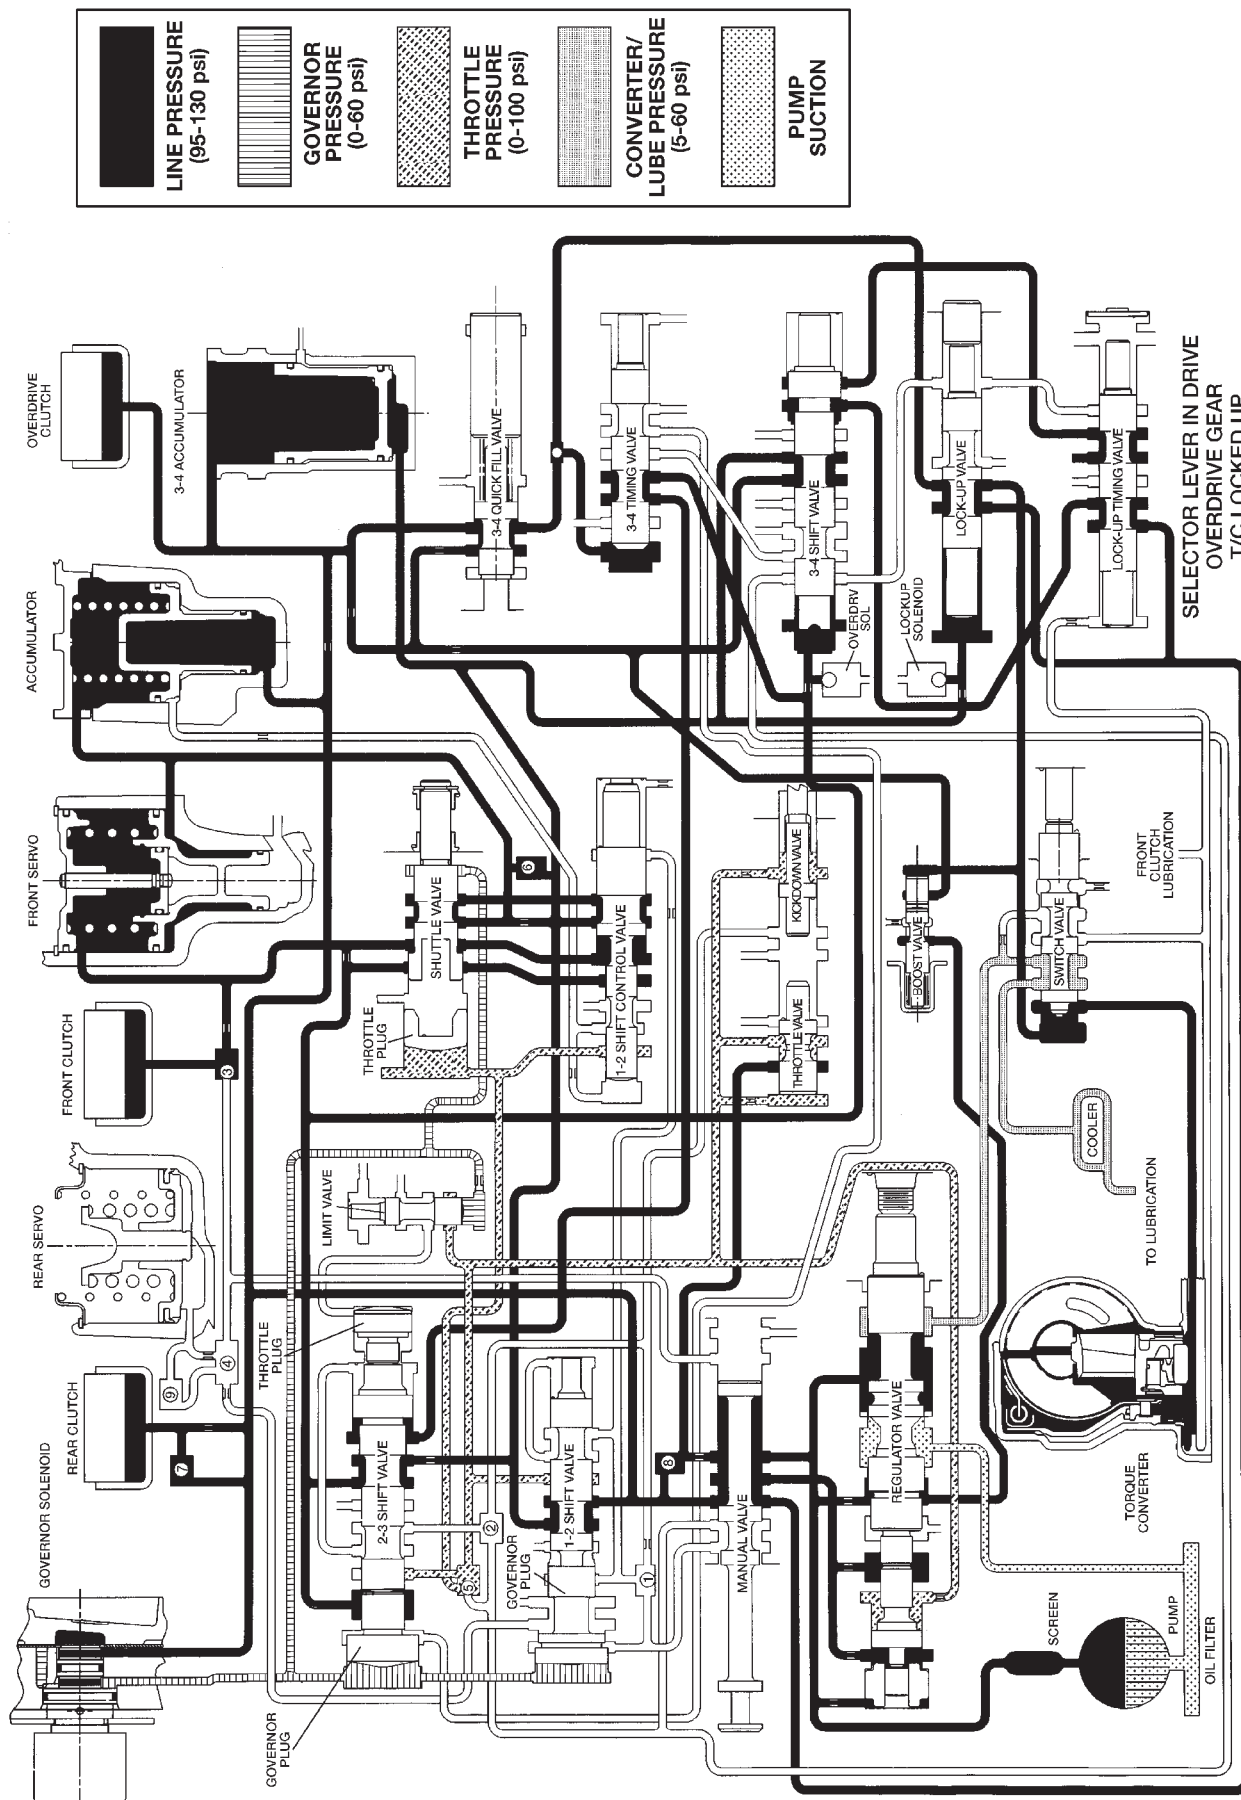 LINE PRESSURE
(95-130 psi)
GOVERNOR
PRESSURE
(0-60 psi)
THROTTLE
PRESSURE
(0-100 psi)
CONVERTER/
LUBE PRESSURE
(5-60 psi)
PUMP
SUCTION
GOVERNOR SOLENOID
REAR CLUTCH
REAR SERVO
FRONT CLUTCH
FRONT SERVO
ACCUMULATOR
OVERDRIVE
CLUTCH
3-4 ACCUMULATOR
7
9
4
3
6
GOVERNOR
PLUG
THROTTLE
PLUG
2-3 SHIFT VALVE
LIMIT VALVE
THROTTLE
PLUG
SHUTTLE VALVE
3-4 QUICK FILL VALVE
5
2
GOVERNOR
PLUG
1-2 SHIFT VALVE
1-2 SHIFT CONTROL VALVE
3-4 TIMING VALVE
1
8
MANUAL VALVE
THROTTLE VALVE
KICKDOWN VALVE
3-4 SHIFT VALVE
OVERDRV
SOL
LOCKUP
SOLENOID
REGULATOR VALVE
BOOST VALVE
LOCK-UP VALVE
SWITCH VALVE
LOCK-UP TIMING VALVE
SCREEN
PUMP
OIL FILTER
TORQUE
CONVERTER
TO LUBRICATION
COOLER
FRONT
CLUTCH
LUBRICATION
SELECTOR LEVER IN DRIVE
OVERDRIVE GEAR
T/C LOCKED UP